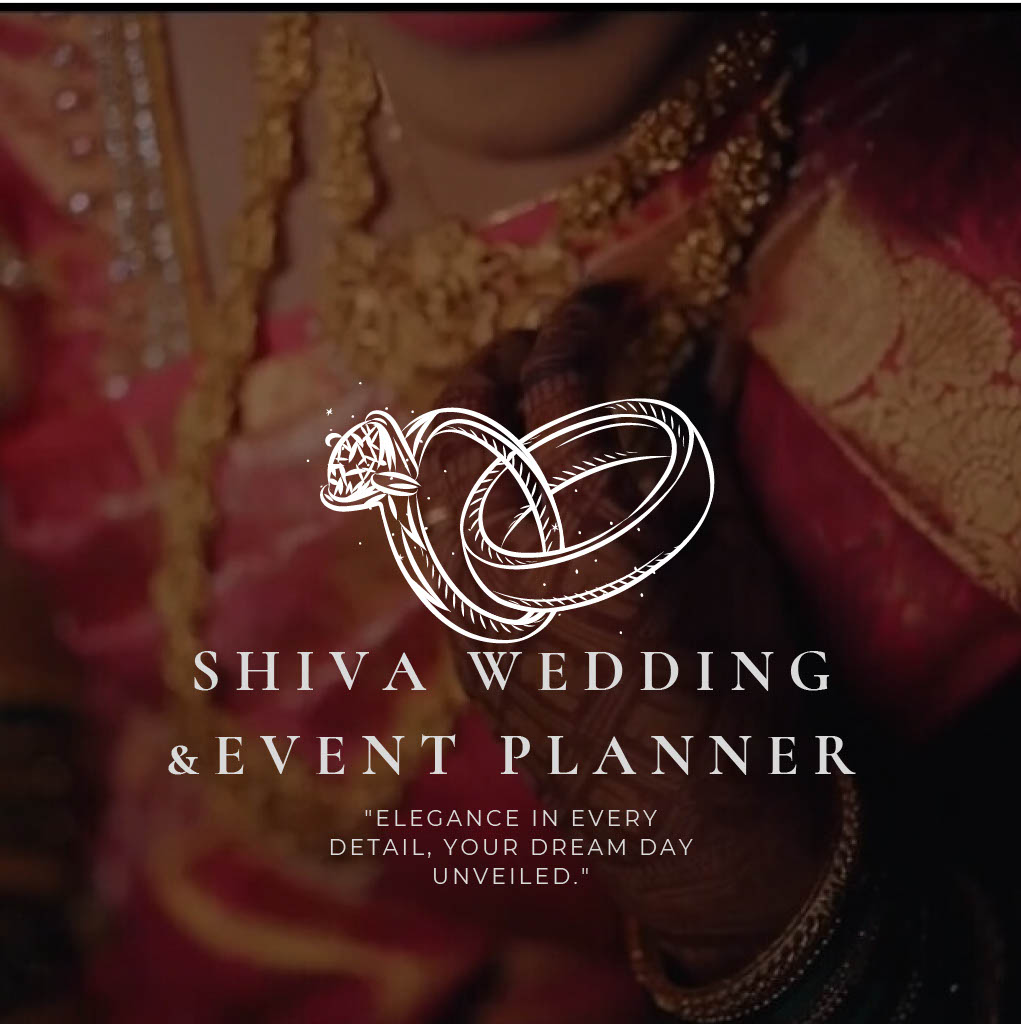 SHIVA WEDDING
&EVENT PLANNER
"ELEGANCE IN EVERY
DETAIL, YOUR DREAM DAY
UNVEILED."